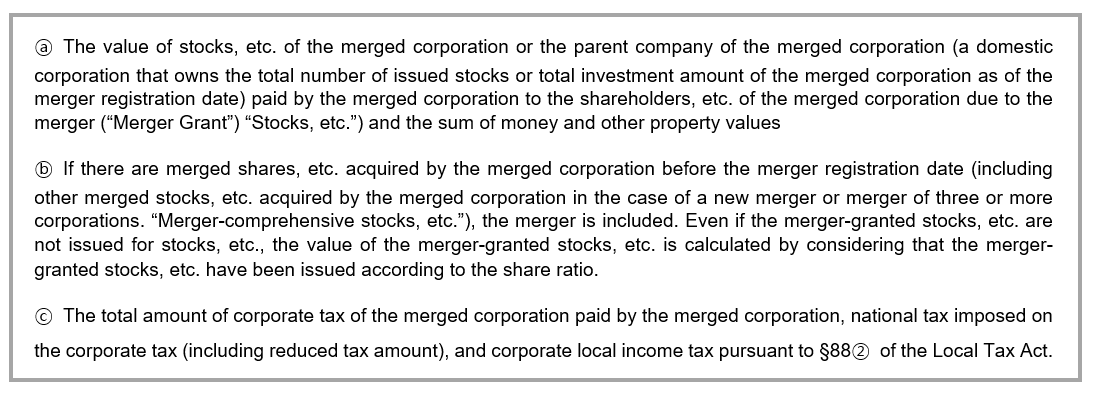 ⓐ The value of stocks, etc. of the merged corporation or the parent company of the merged corporation (a domestic
corporation that owns the total number of issued stocks or total investment amount of the merged corporation as of the
merger registration date) paid by the merged corporation to the shareholders, etc. of the merged corporation due to the
merger (“Merger Grant”) “Stocks, etc.”) and the sum of money and other property values
ⓑ If there are merged shares, etc. acquired by the merged corporation before the merger registration date (including
other merged stocks, etc. acquired by the merged corporation in the case of a new merger or merger of three or more
corporations. “Merger-comprehensive stocks, etc.”), the merger is included. Even if the merger-granted stocks, etc. are
not issued for stocks, etc., the value of the merger-granted stocks, etc. is calculated by considering that the merger-
granted stocks, etc. have been issued according to the share ratio.
ⓒ The total amount of corporate tax of the merged corporation paid by the merged corporation, national tax imposed on
the corporate tax (including reduced tax amount), and corporate local income tax pursuant to §88② of the Local Tax Act.